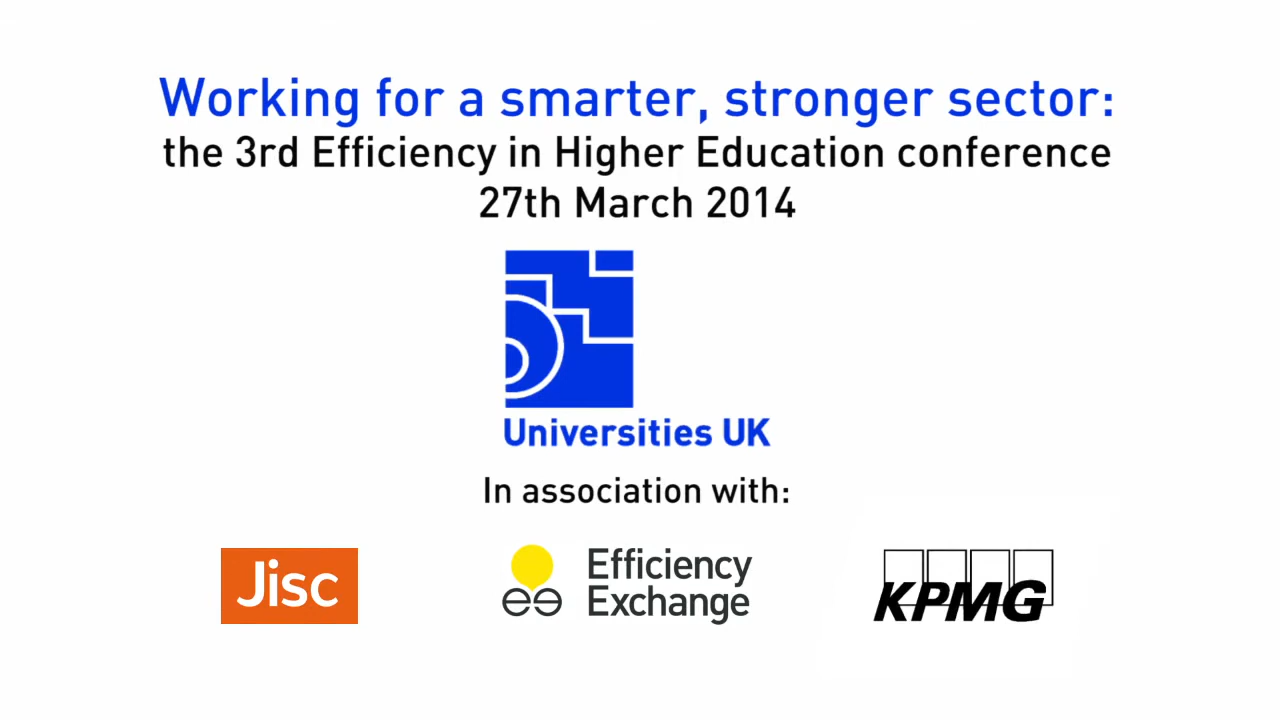 Working for a smarter, stronger sector:
the 3rd Efficiency in Higher Education conference
27th March 2014
Universities UK
In association with:
Jisc
Efficiency
Exchange
KPMG